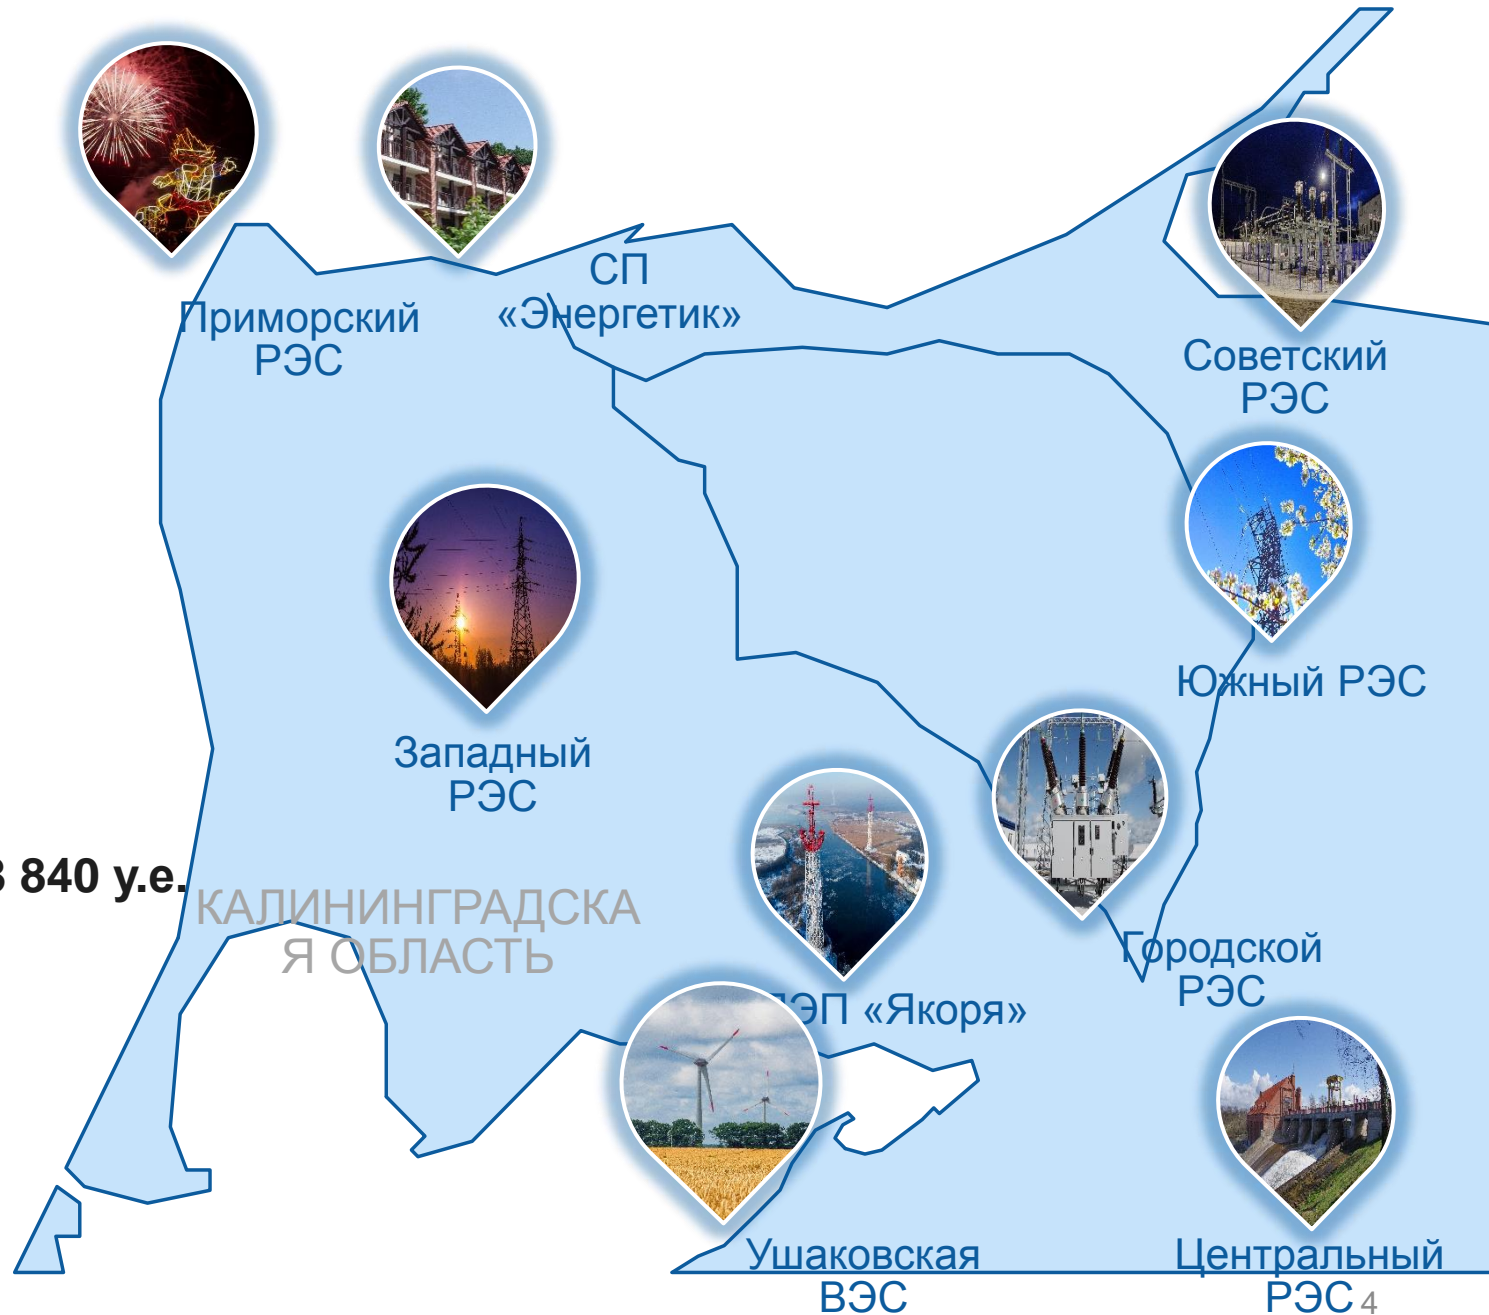 СП
«Энергетик»
Приморский
РЭС
Советский
РЭС
Южный РЭС
Западный
РЭС
840 у.е.
КАЛИНИНГРАДСКА
Я ОБЛАСТЬ
Городской
РЭС
«Якоря»
Ушаковская
ВЭС
Центральный
РЭС
4